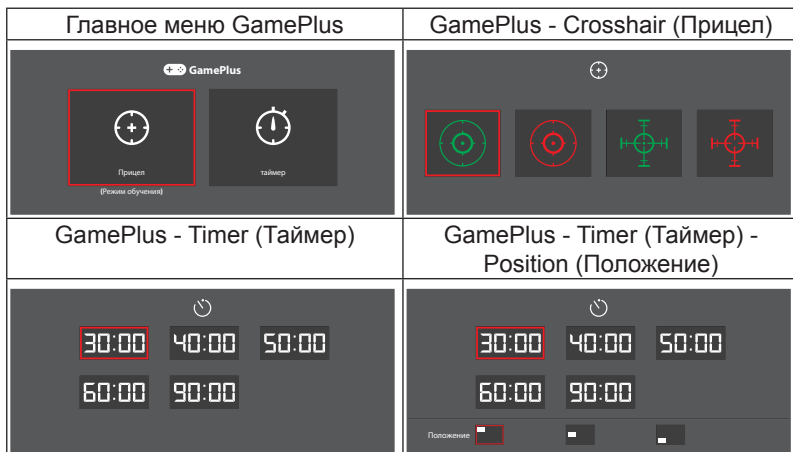 Главное меню GamePlus
GamePlus - Crosshair (Прицел)
GamePlus
Прицел
таймер
(Режим обучения)
GamePlus - Timer (Таймер)
GamePlus - Timer (Таймер) -
Position (Положение)
30:00 40:00 50:00
60:00 90:00
30:00 40:00 50:00
60:00 90:00
Положение